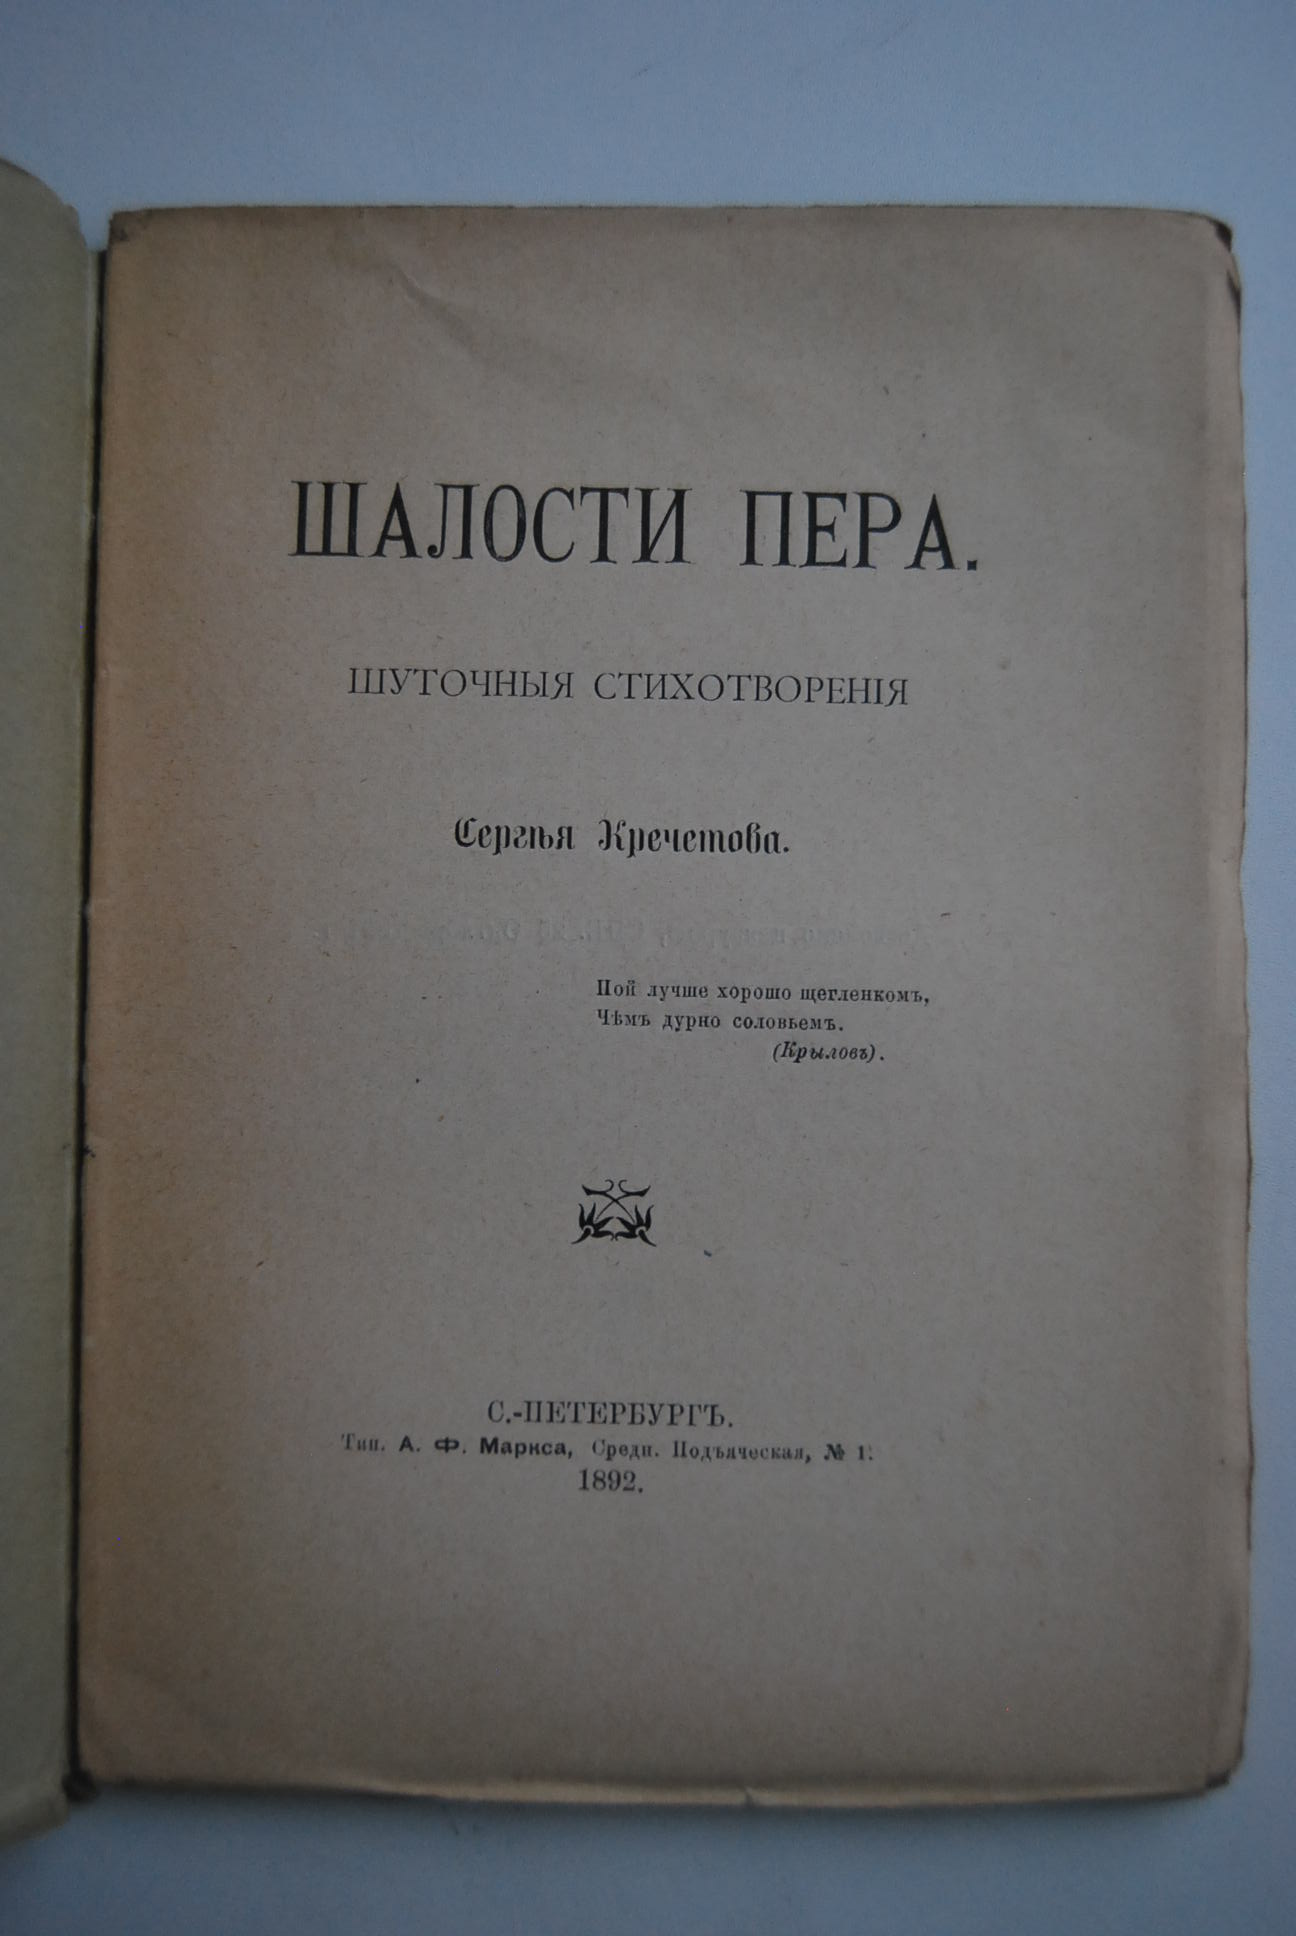 ШАЛОСТИ ПЕРА.
ШУТОЧНЫЯ СТИХОТВОРЕНІЯ
Сергѣя Кречетова.
Пой лучше хорошо щегленкомъ,
Чѣмъ дурно соловьемъ.
(Крыловъ).
С.-ПЕТЕРБУРГЪ.
Тип. А. Ф. Маркса, Средн. Подъяческая, № 1.
1892.